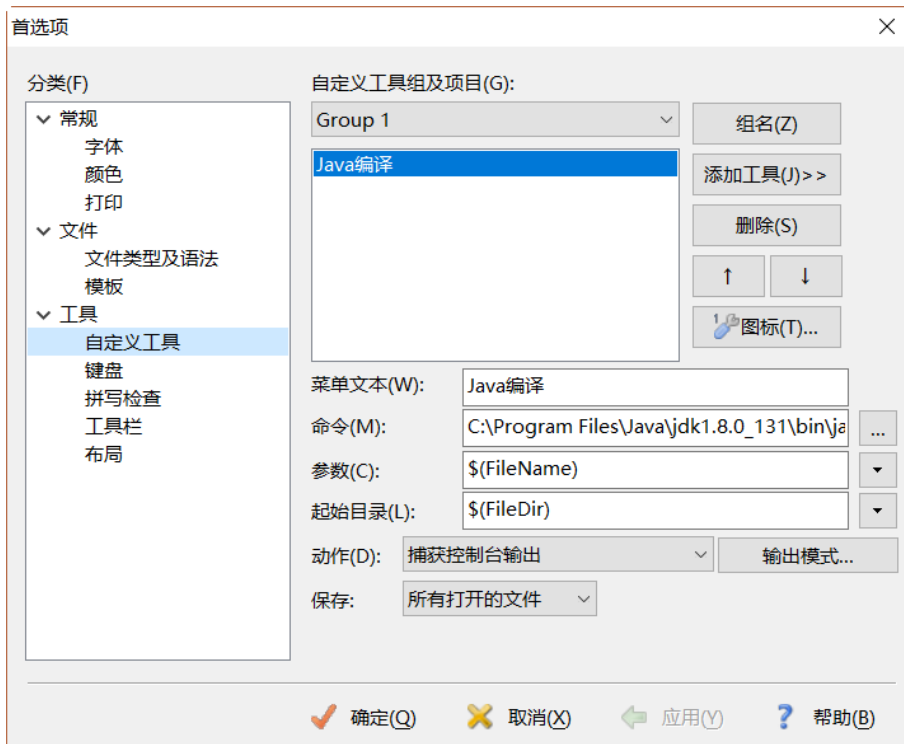 首选项
分类(F)
常规
字体
颜色
打印
文件
文件类型及语法
模板
工具
自定义工具
键盘
拼写检查
工具栏
布局
自定义工具组及项目(G):
Group 1
组名(Z)
Java编译
添加工具(J)>>
删除(S)
↑
↓
图标(T)...
菜单文本(W):
Java编译
命令(M):
C:\Program Files\Java\jdk1.8.0_131\bin\ja
...
参数(C):
$(FileName)
起始目录(L):
$(FileDir)
动作(D):
捕获控制台输出
输出模式...
保存:
所有打开的文件
确定(Q)
取消(X)
应用(Y)
帮助(B)